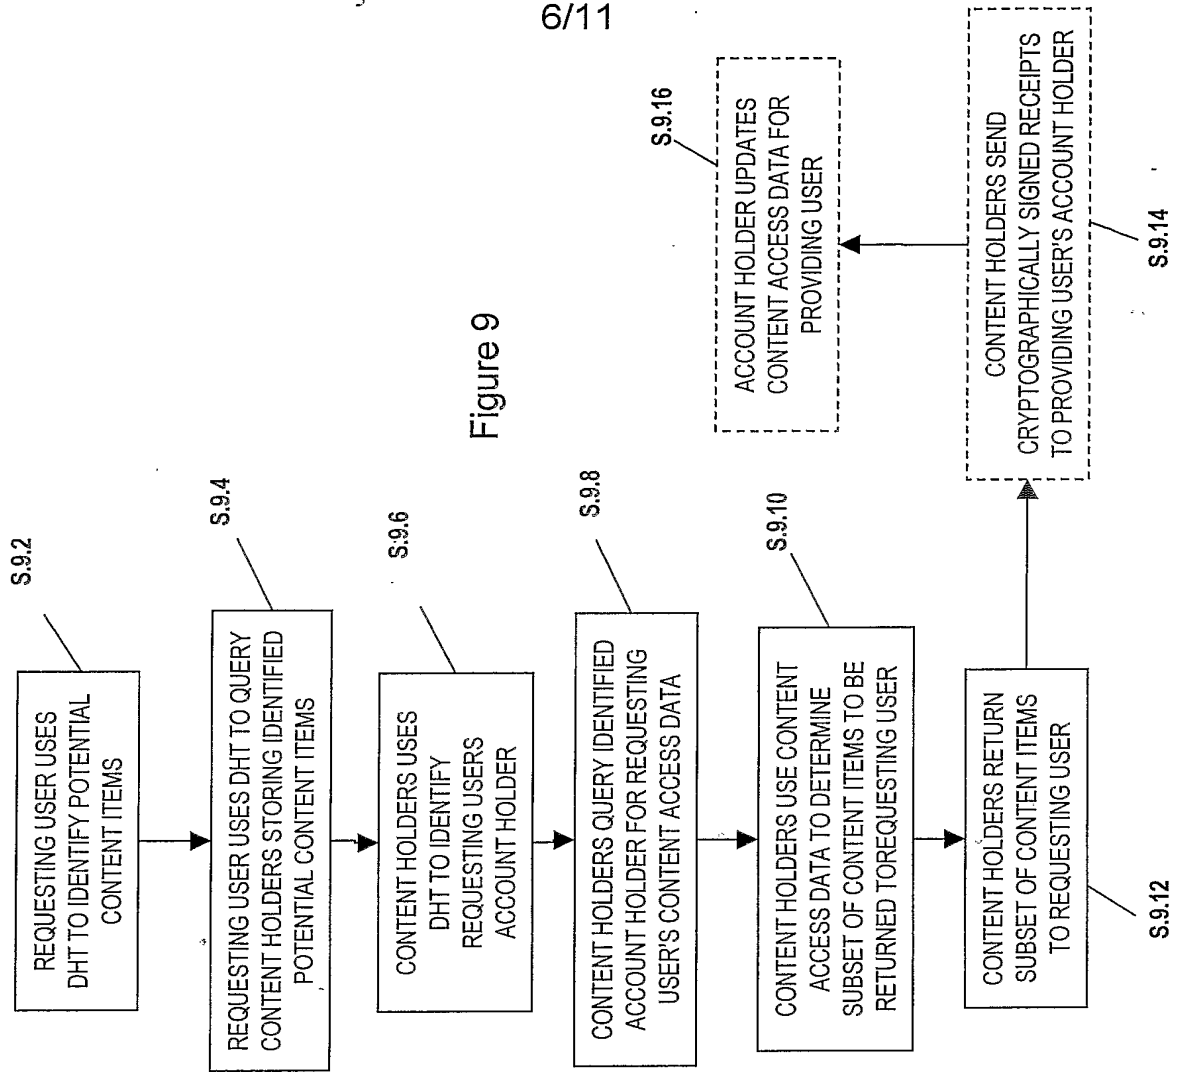 6/11
S.9.2
REQUESTING USER USES
DHT TO IDENTIFY POTENTIAL
CONTENT ITEMS
S.9.4
REQUESTING USER USES DHT TO QUERY
CONTENT HOLDERS STORING IDENTIFIED
POTENTIAL CONTENT ITEMS
S.9.6
CONTENT HOLDERS USES
DHT TO IDENTIFY
REQUESTING USERS
ACCOUNT HOLDER
S.9.8
CONTENT HOLDERS QUERY IDENTIFIED
ACCOUNT HOLDER FOR REQUESTING
USER'S CONTENT ACCESS DATA
S.9.10
CONTENT HOLDERS USE CONTENT
ACCESS DATA TO DETERMINE
SUBSET OF CONTENT ITEMS TO BE
RETURNED TOREQUESTING USER
CONTENT HOLDERS RETURN
SUBSET OF CONTENT ITEMS
TO REQUESTING USER
S.9.12
CONTENT HOLDERS SEND
CRYPTOGRAPHICALLY SIGNED RECEIPTS
TO PROVIDING USER'S ACCOUNT HOLDER
S.9.14
S.9.16
ACCOUNT HOLDER UPDATES
CONTENT ACCESS DATA FOR
PROVIDING USER
Figure 9